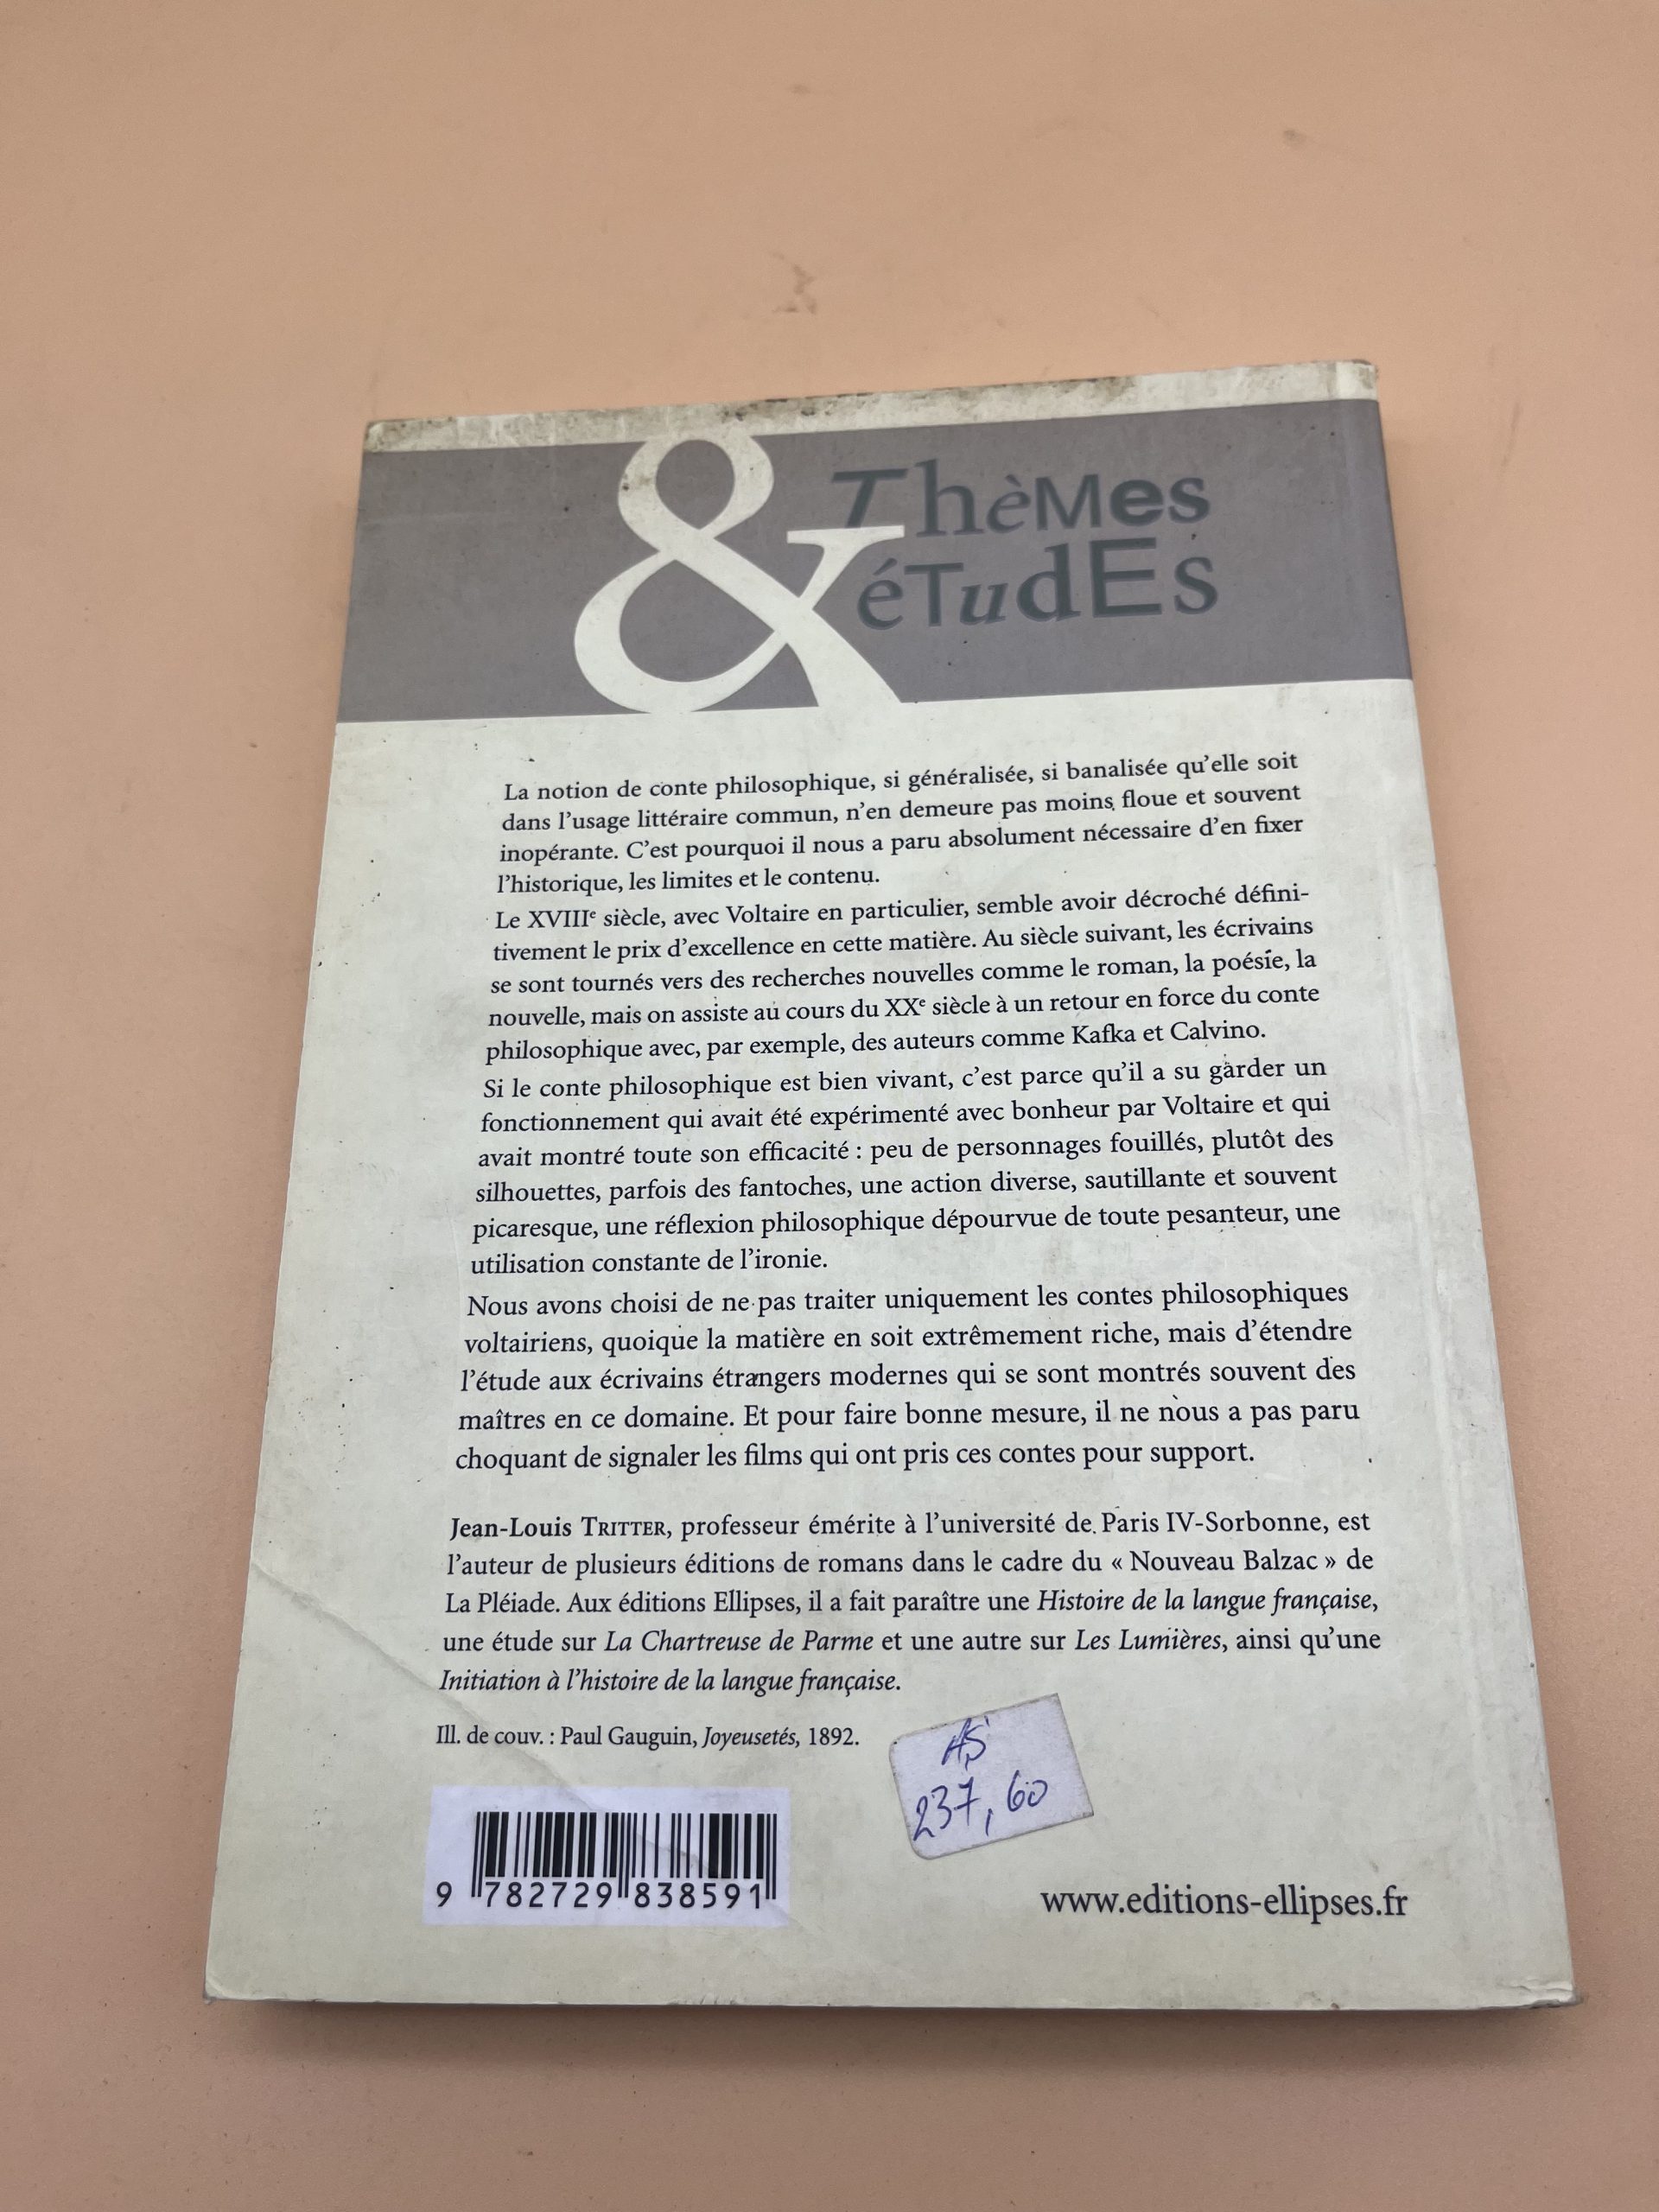 &
ThèMes
éTudEs
La notion de conte philosophique, si généralisée, si banalisée qu'elle soit
dans l'usage littéraire commun, n'en demeure pas moins floue et souvent
inopérante. C'est pourquoi il nous a paru absolument nécessaire d'en fixer
l'historique, les limites et le contenu.
Le XVIIIe siècle, avec Voltaire en particulier, semble avoir décroché défini-
tivement le prix d'excellence en cette matière. Au siècle suivant, les écrivains
se sont tournés vers des recherches nouvelles comme le roman, la poésie, la
nouvelle, mais on assiste au cours du XXe siècle à un retour en force du conte
philosophique avec, par exemple, des auteurs comme Kafka et Calvino.
Si le conte philosophique est bien vivant, c'est parce qu'il a su garder un
fonctionnement qui avait été expérimenté avec bonheur par Voltaire et qui
avait montré toute son efficacité : peu de personnages fouillés, plutôt des
silhouettes, parfois des fantoches, une action diverse, sautillante et souvent
picaresque, une réflexion philosophique dépourvue de toute pesanteur, une
utilisation constante de l'ironie.
Nous avons choisi de ne pas traiter uniquement les contes philosophiques
voltairiens, quoique la matière en soit extrêmement riche, mais d'étendre
l'étude aux écrivains étrangers modernes qui se sont montrés souvent des
maîtres en ce domaine. Et pour faire bonne mesure, il ne nous a pas paru
choquant de signaler les films qui ont pris ces contes pour support.
Jean-Louis TRITTER, professeur émérite à l'université de Paris IV-Sorbonne, est
l'auteur de plusieurs éditions de romans dans le cadre du « Nouveau Balzac » de
La Pléiade. Aux éditions Ellipses, il a fait paraître une Histoire de la langue française,
une étude sur La Chartreuse de Parme et une autre sur Les Lumières, ainsi qu'une
Initiation à l'histoire de la langue française.
Ill. de couv. : Paul Gauguin, Joyeusetés, 1892.
AS
237,60
9 782729 838591
www.editions-ellipses.fr